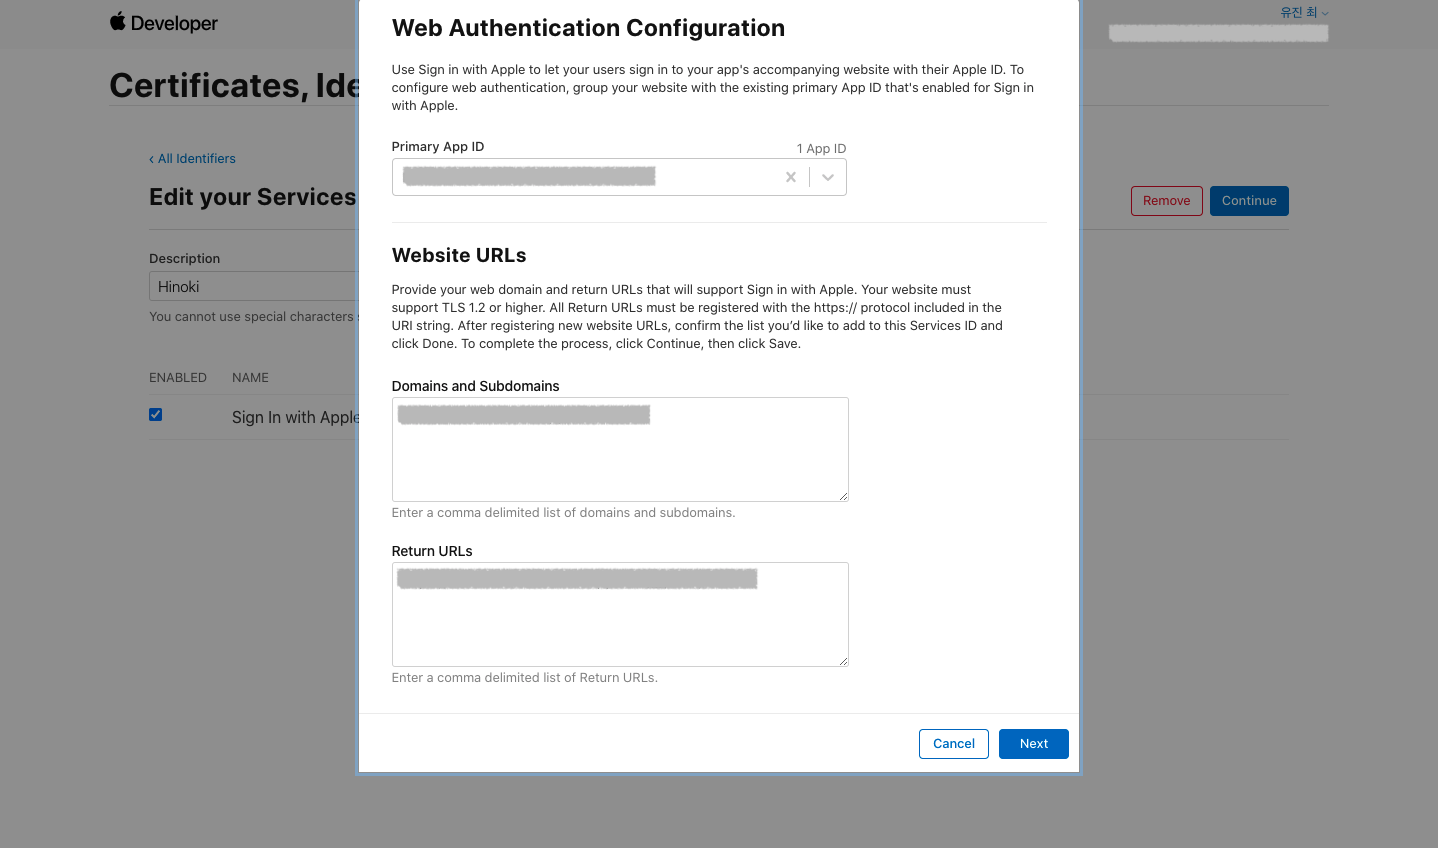 Developer
유진 최
Web Authentication Configuration
Use Sign in with Apple to let your users sign in to your app's accompanying website with their Apple ID. To
configure web authentication, group your website with the existing primary App ID that's enabled for Sign in
with Apple.
Certificates, Ide
‹ All Identifiers
Edit your Services
Remove
Continue
Description
Hinoki
You cannot use special characters s
ENABLED NAME
Sign In with Apple
Primary App ID
1 App ID
Website URLs
Provide your web domain and return URLs that will support Sign in with Apple. Your website must
support TLS 1.2 or higher. All Return URLs must be registered with the https:// protocol included in the
URI string. After registering new website URLs, confirm the list you’d like to add to this Services ID and
click Done. To complete the process, click Continue, then click Save.
Domains and Subdomains
Enter a comma delimited list of domains and subdomains.
Return URLs
Enter a comma delimited list of Return URLs.
Cancel
Next